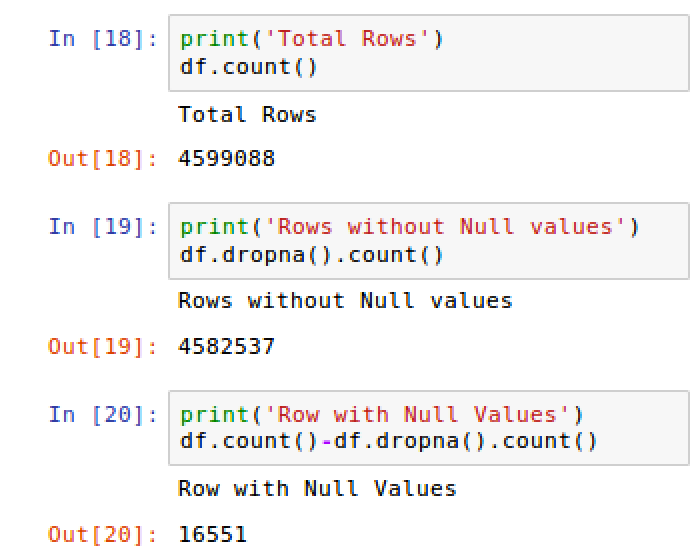 In [18]: print('Total Rows')
df.count()
Total Rows
Out[18]: 4599088
In [19]: print('Rows without Null values')
df.dropna().count()
Rows without Null values
Out[19]: 4582537
In [20]: print('Row with Null Values')
df.count()-df.dropna().count()
Row with Null Values
Out[20]: 16551